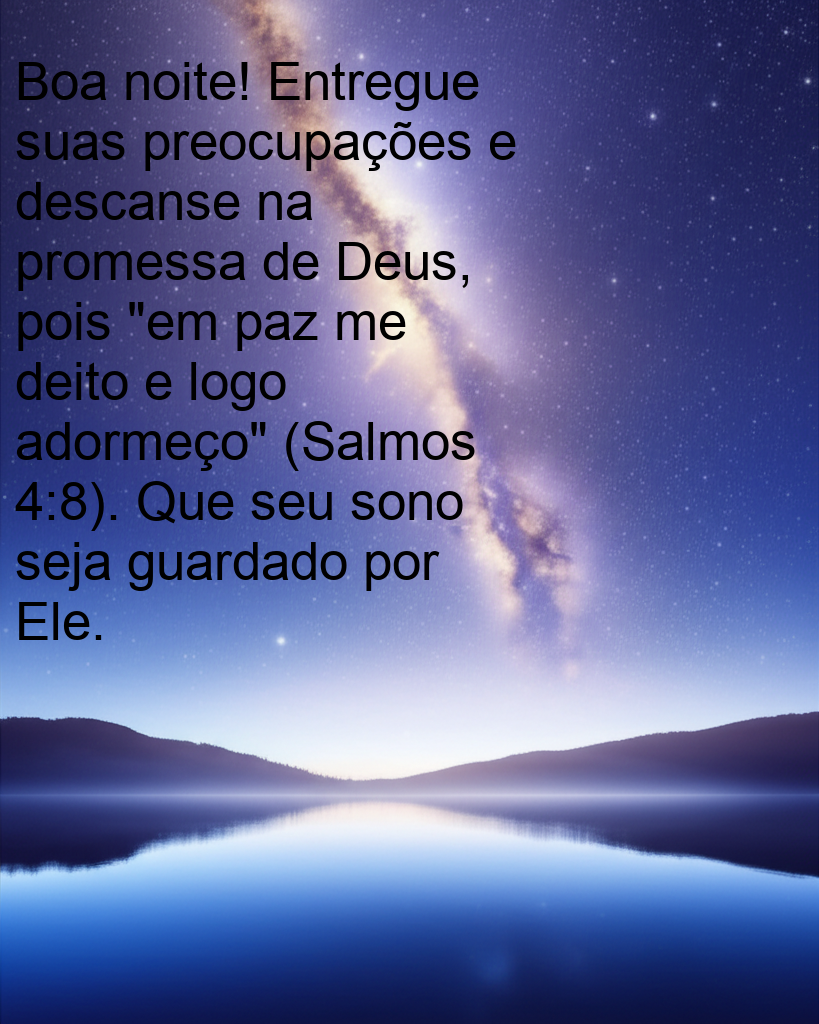 Boa noite! Entregue
suas preocupações e
descanse na
promessa de Deus,
pois "em paz me
deito e logo
adormeço" (Salmos
4:8). Que seu sono
seja guardado por
Ele.